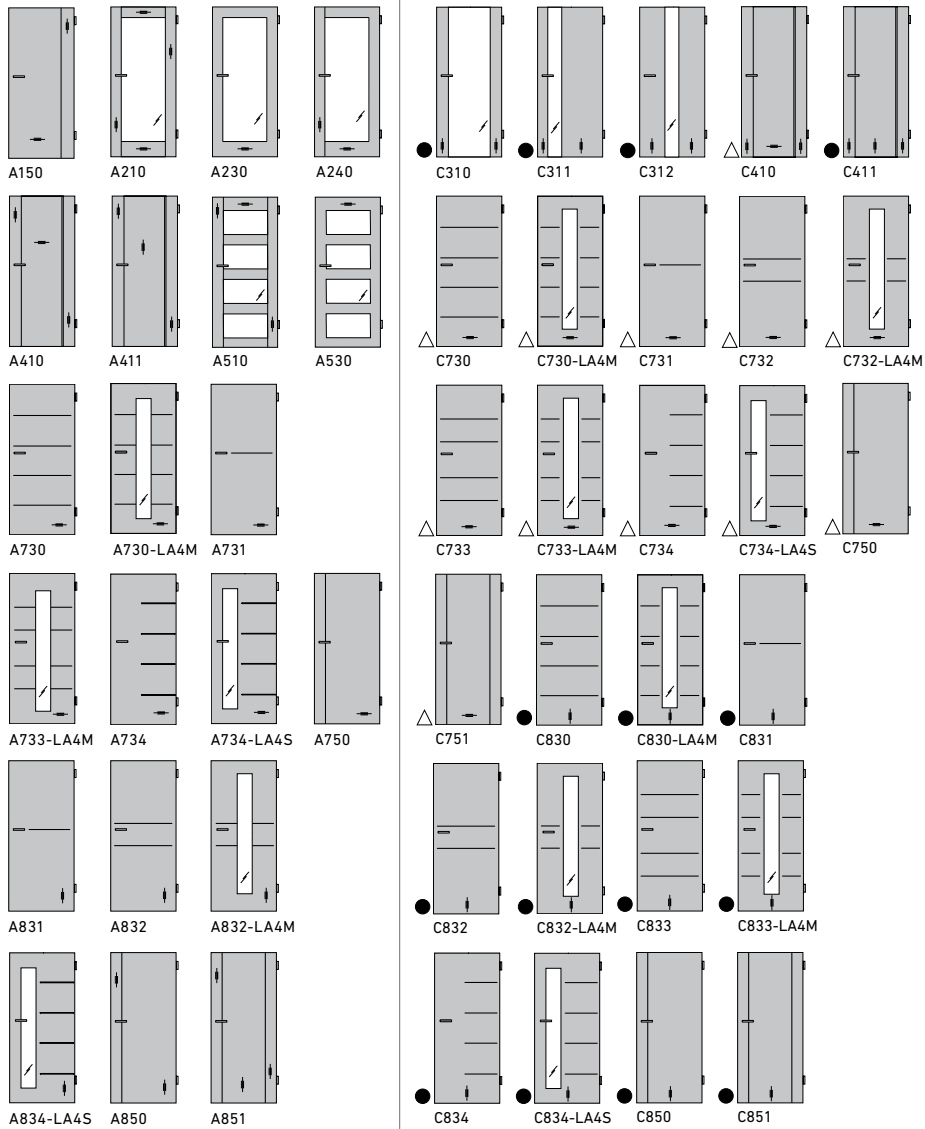 A150 A210 A230 A240
A410 A411 A510 A530
A730 A730-LA4M A731
A733-LA4M A734 A734-LA4S A750
A831 A832 A832-LA4M
A834-LA4S A850 A851
C310 C311 C312 C410 C411
C730 C730-LA4M C731 C732 C732-LA4M
C733 C733-LA4M C734 C734-LA4S C750
C751 C830 C830-LA4M C831
C832 C832-LA4M C833 C833-LA4M
C834 C834-LA4S C850 C851